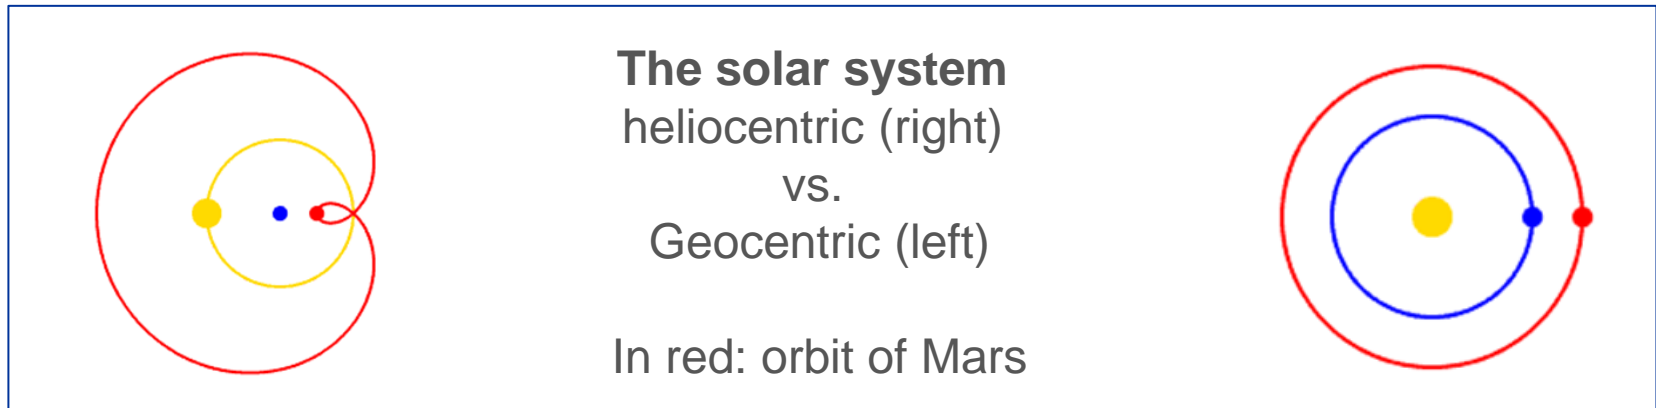 The solar system
heliocentric (right)
vs.
Geocentric (left)
In red: orbit of Mars